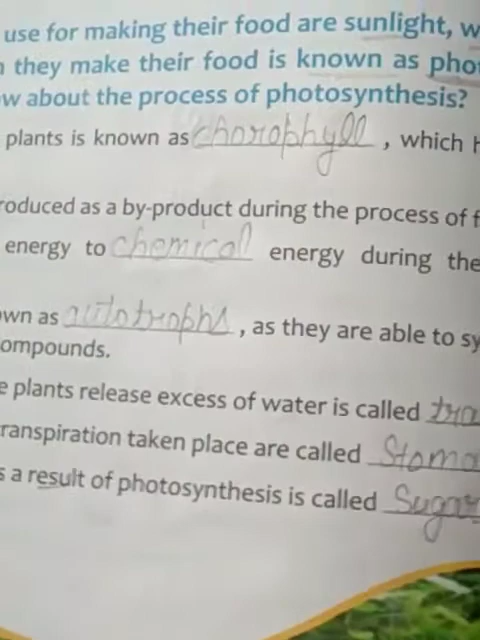 use for making their food are sunlight, w
they make their food is known as pho
w about the process of photosynthesis?
plants is known as chorophyll, which h
roduced as a by-product during the process of f
energy to chemical energy during the
wn as autotrophs, as they are able to sy
ompounds.
e plants release excess of water is called tra
ranspiration taken place are called Stoma
s a result of photosynthesis is called Sugar